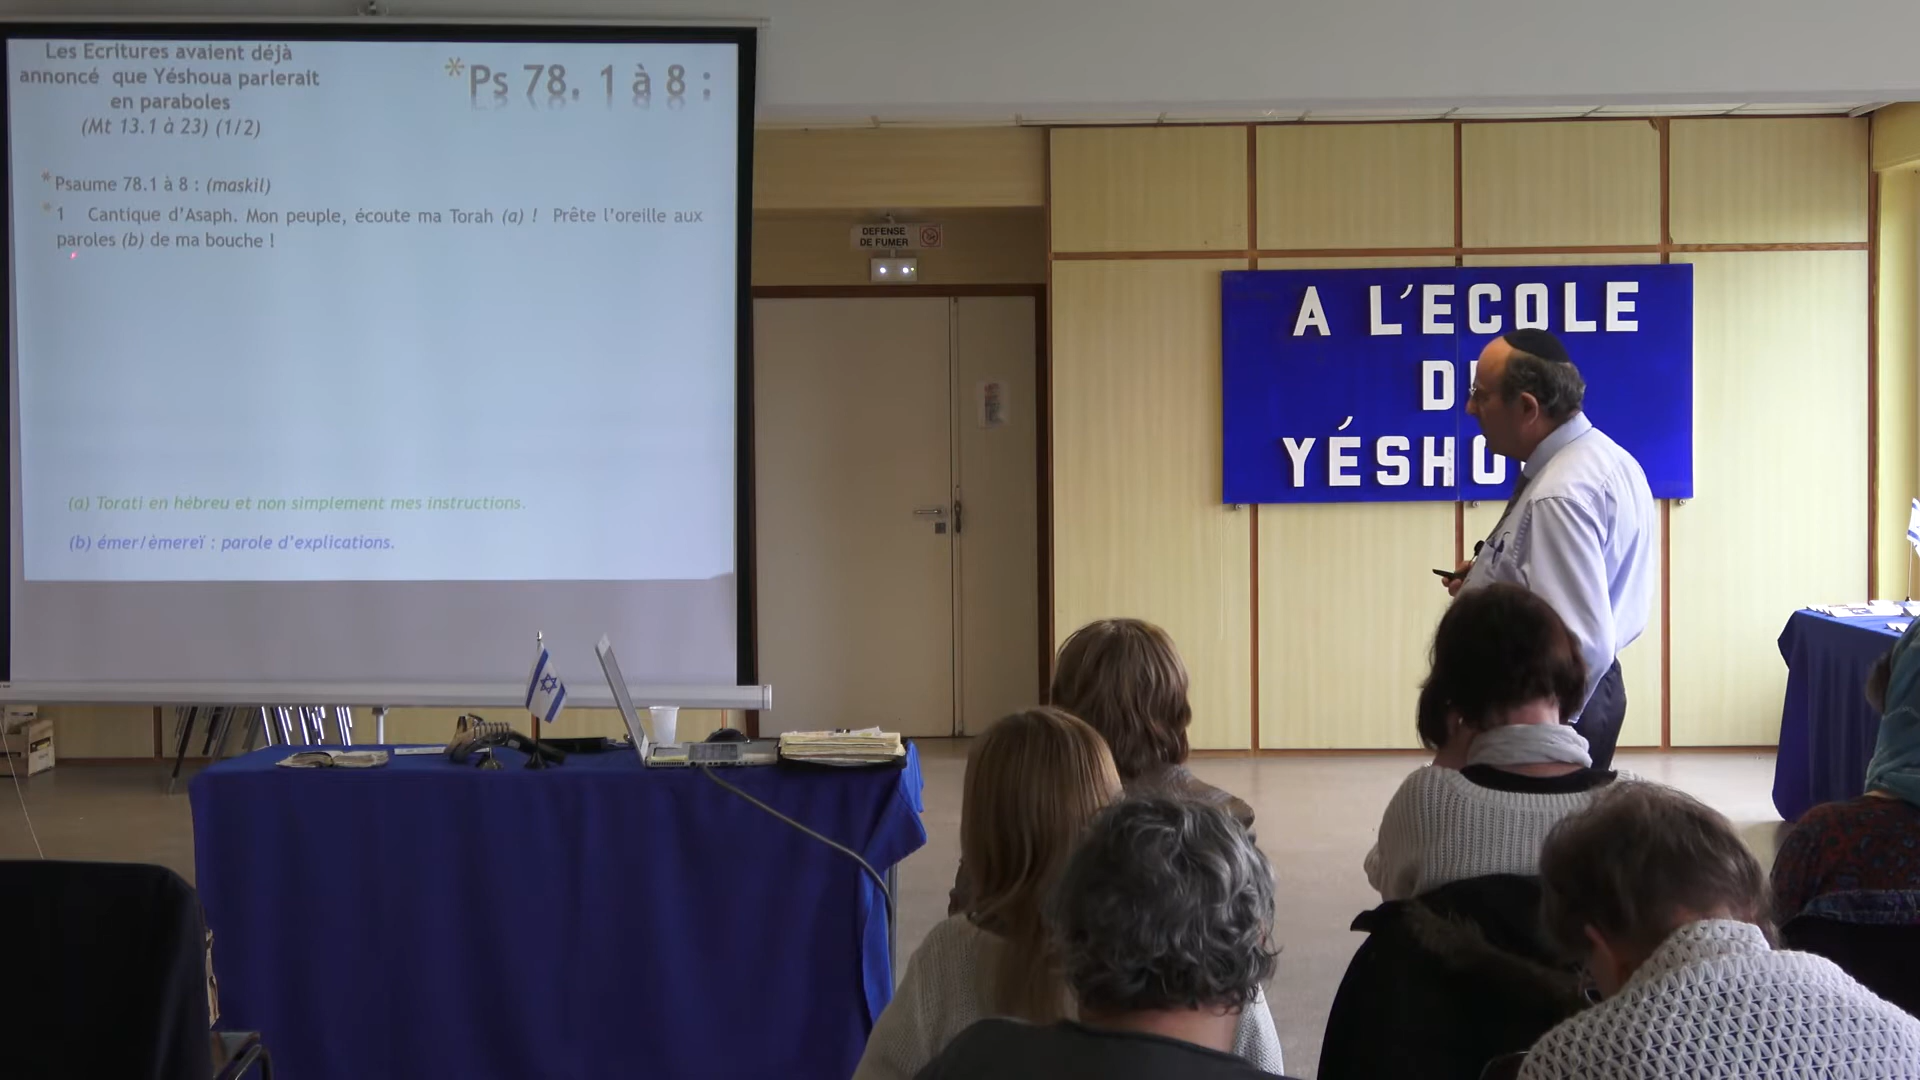 Les Ecritures avaient déjà
annoncé que Yéshoua parlerait
en paraboles
(Mt 13.1 à 23) (1/2)
*Ps 78. 1 à 8 :
* Psaume 78.1 à 8 : (maskil)
* 1 Cantique d'Asaph. Mon peuple, écoute ma Torah (a) ! Prête l'oreille aux
paroles (b) de ma bouche !
(a) Torati en hébreu et non simplement mes instructions.
(b) émer/èmereï : parole d'explications.
DEFENSE
DE FUMER
A L'ECOLE
D
YÉSHO